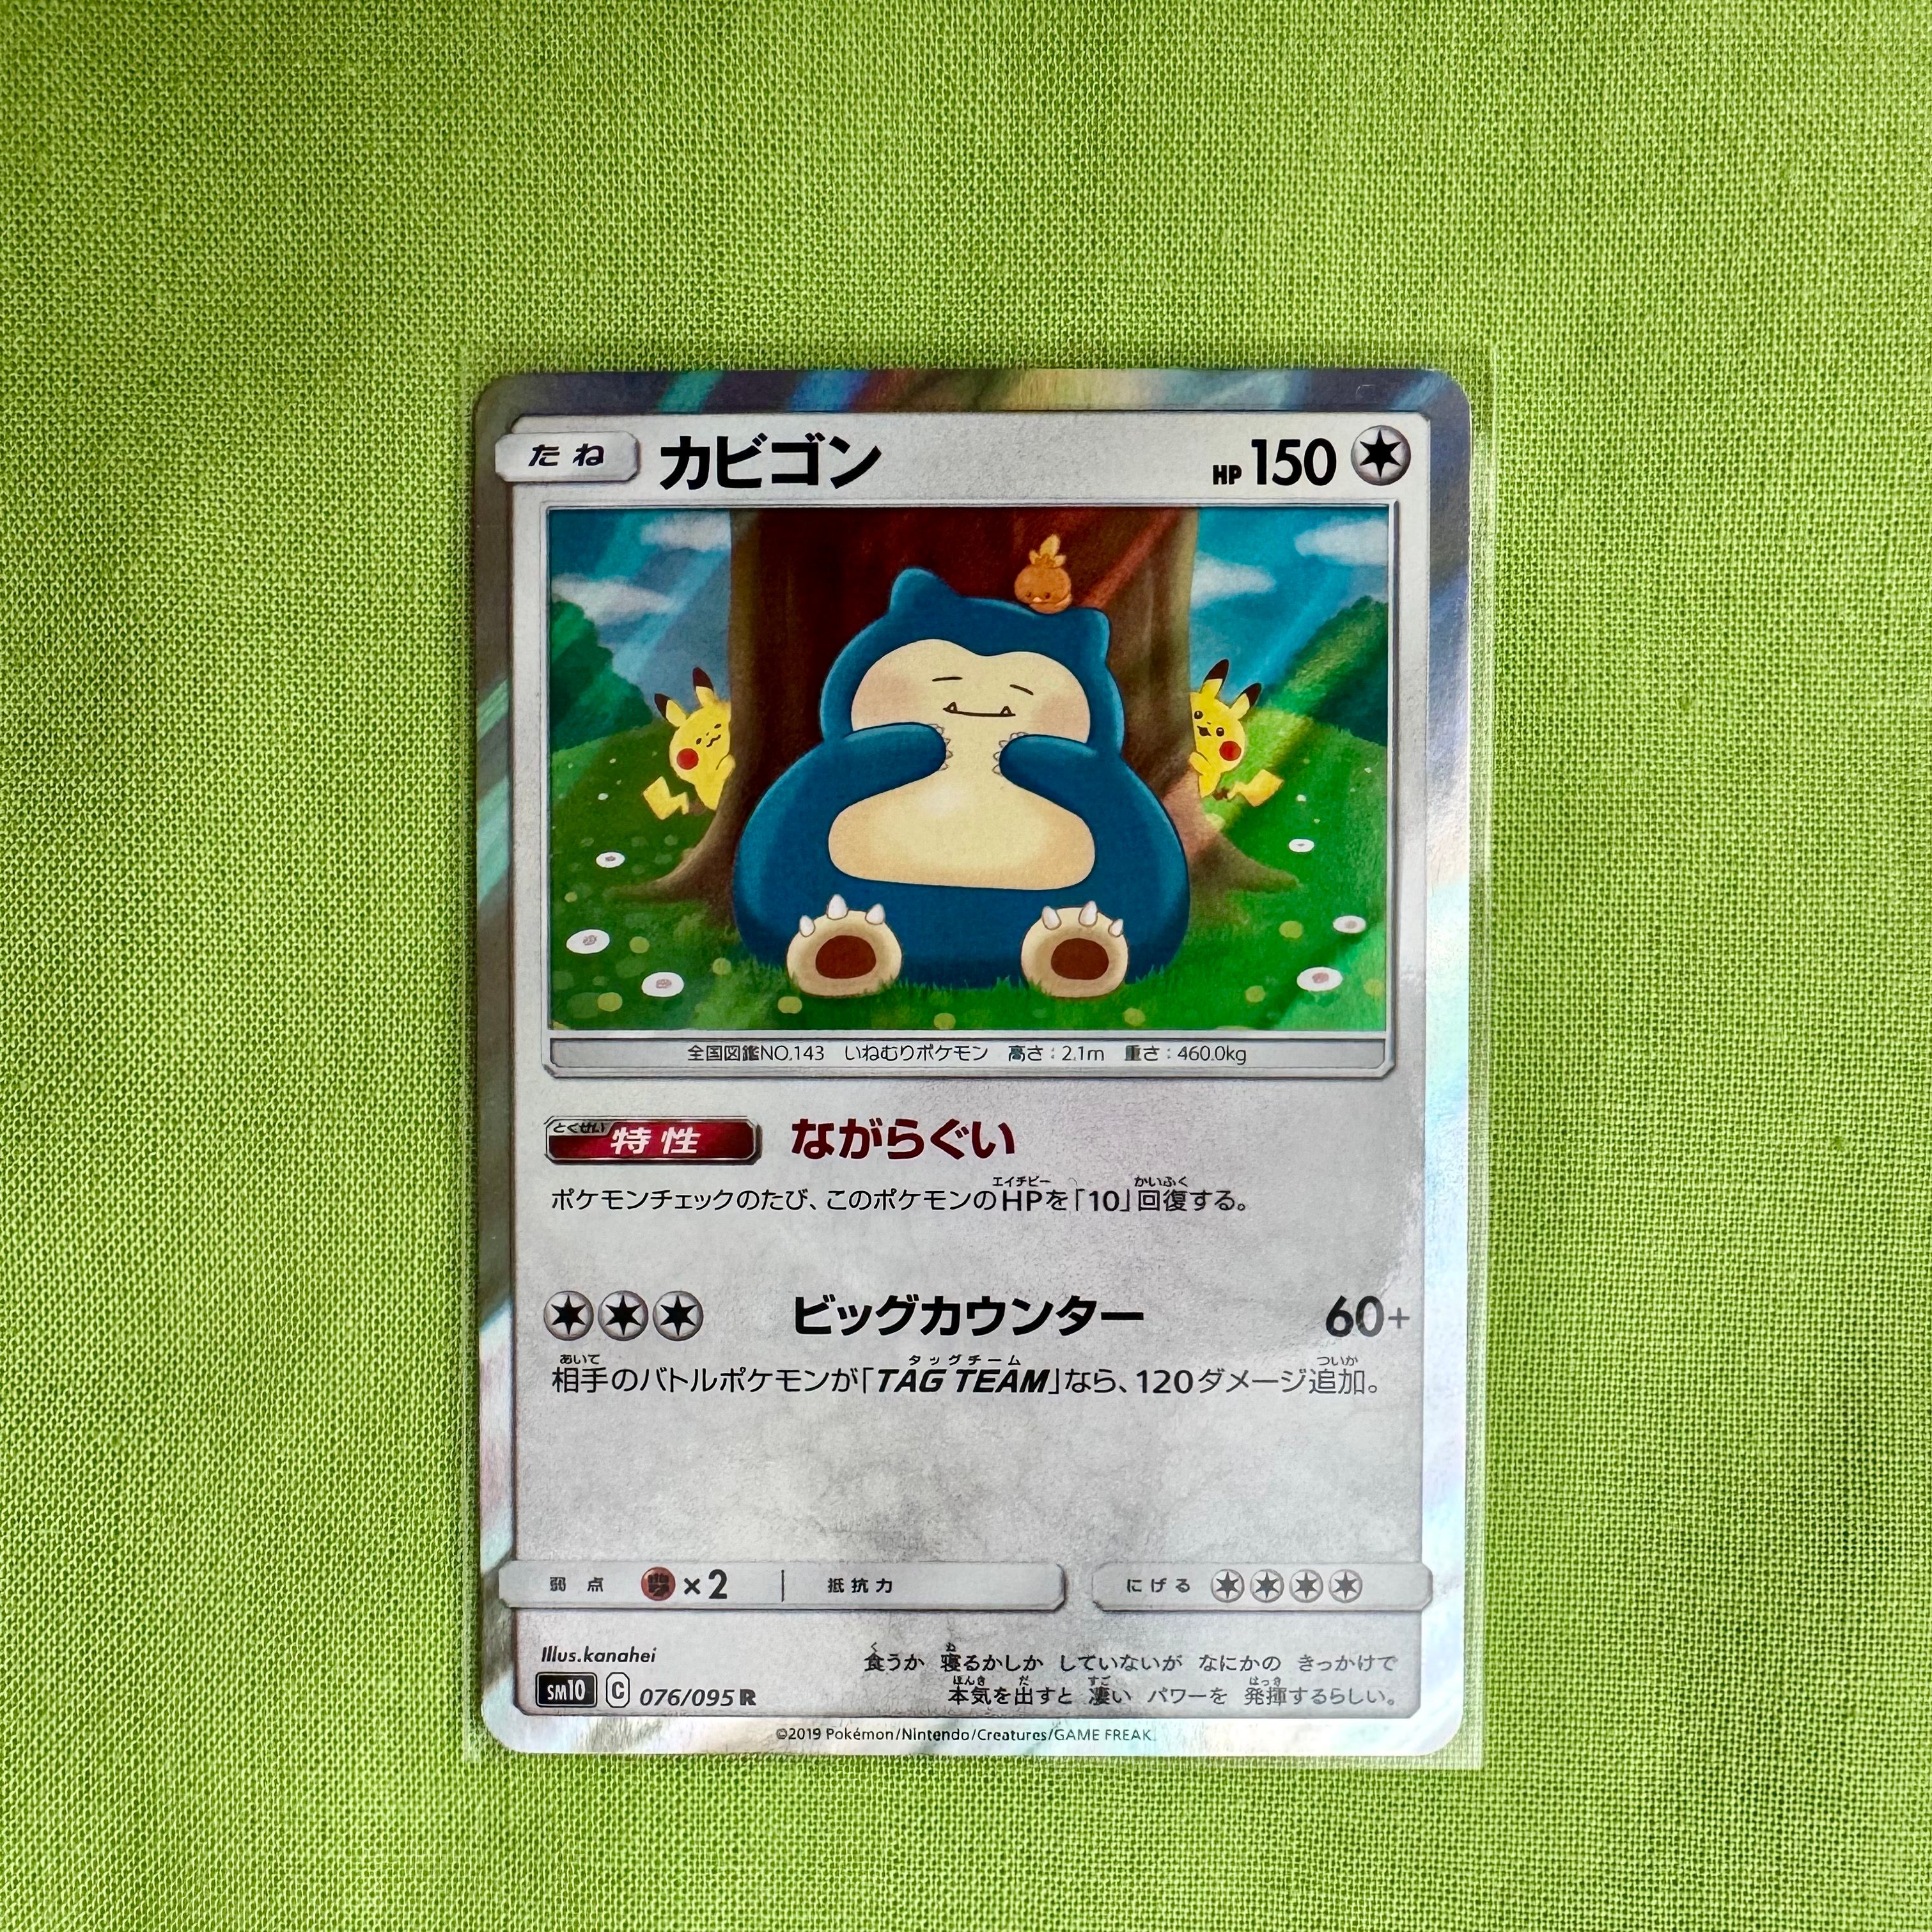 たね カビゴン HP 150
全国図鑑NO.143 いねむりポケモン 高さ：2.1m 重さ：460.0kg
とくせい
特性 ながらぐい
エイチピー かいふく
ポケモンチェックのたび、このポケモンのHPを「10」回復する。
ビッグカウンター 60+
あいて タッグチーム ついか
相手のバトルポケモンが「TAG TEAM」なら、120ダメージ追加。
弱点 ×2 抵抗力 にげる
Illus.kanahei
く ね
食うか 寝るかしか していないが なにかの きっかけで
ほんき だ すご はっき
本気を出すと 凄い パワーを 発揮するらしい。
SM10 C 076/095 R
©2019 Pokémon/Nintendo/Creatures/GAME FREAK.